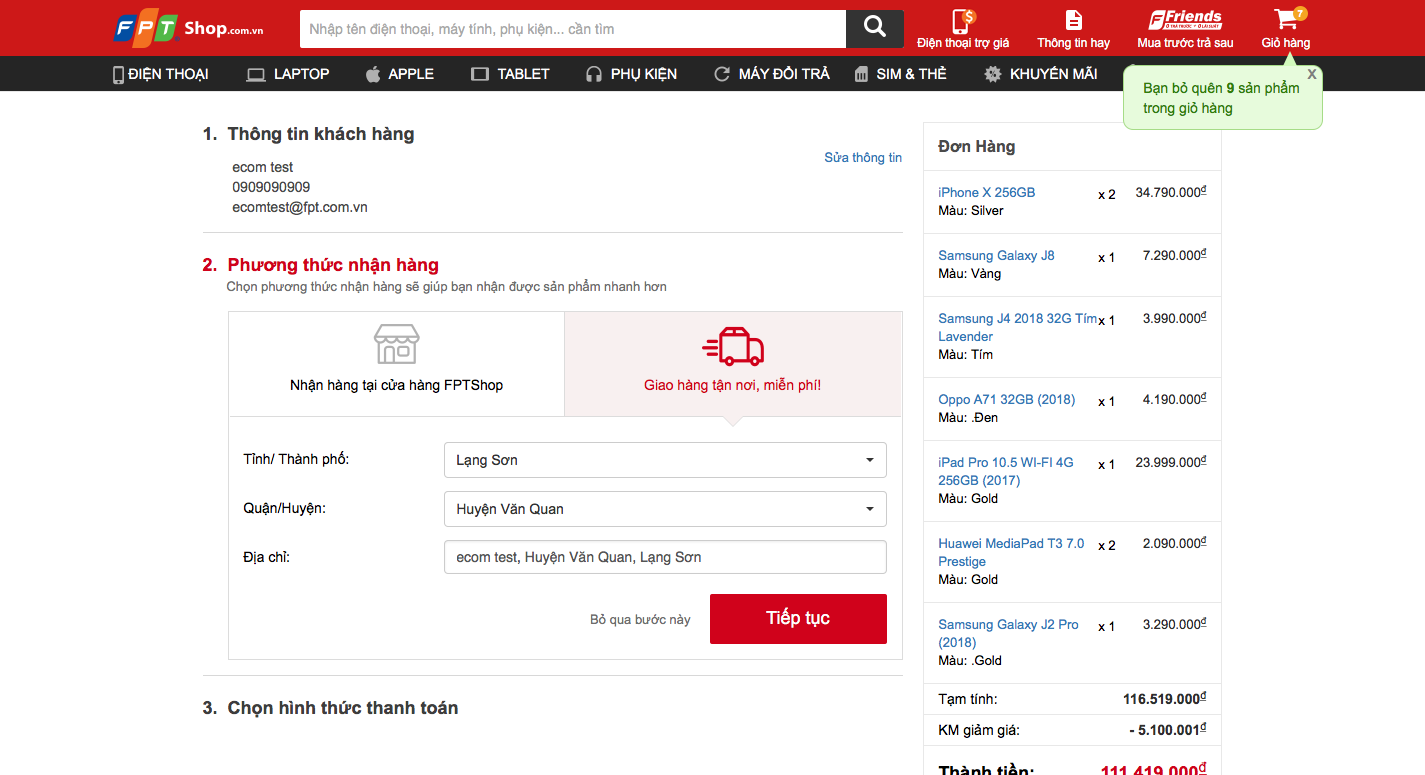 FPT Shop.com.vn
Nhập tên điện thoại, máy tính, phụ kiện... cần tìm
Điện thoại trợ giá
Thông tin hay
F Friends
Mua trước trả sau
7
Giỏ hàng
ĐIỆN THOẠI
LAPTOP
APPLE
TABLET
PHỤ KIỆN
MÁY ĐỔI TRẢ
SIM & THẺ
KHUYẾN MÃI
X
Bạn bỏ quên 9 sản phẩm
trong giỏ hàng
1. Thông tin khách hàng
Sửa thông tin
ecom test
0909090909
ecomtest@fpt.com.vn
2. Phương thức nhận hàng
Chọn phương thức nhận hàng sẽ giúp bạn nhận được sản phẩm nhanh hơn
Nhận hàng tại cửa hàng FPTShop
Giao hàng tận nơi, miễn phí!
Tỉnh/ Thành phố:
Lạng Sơn
Quận/Huyện:
Huyện Văn Quan
Địa chỉ:
ecom test, Huyện Văn Quan, Lạng Sơn
Bỏ qua bước này
Tiếp tục
3. Chọn hình thức thanh toán
Đơn Hàng
iPhone X 256GB x 2 34.790.000₫
Màu: Silver
Samsung Galaxy J8 x 1 7.290.000₫
Màu: Vàng
Samsung J4 2018 32G Tím x 1 3.990.000₫
Lavender
Màu: Tím
Oppo A71 32GB (2018) x 1 4.190.000₫
Màu: .Đen
iPad Pro 10.5 WI-FI 4G x 1 23.999.000₫
256GB (2017)
Màu: Gold
Huawei MediaPad T3 7.0 x 2 2.090.000₫
Prestige
Màu: Gold
Samsung Galaxy J2 Pro x 1 3.290.000₫
(2018)
Màu: .Gold
Tạm tính: 116.519.000₫
KM giảm giá: - 5.100.001₫
Thành tiền: 111.419.000₫